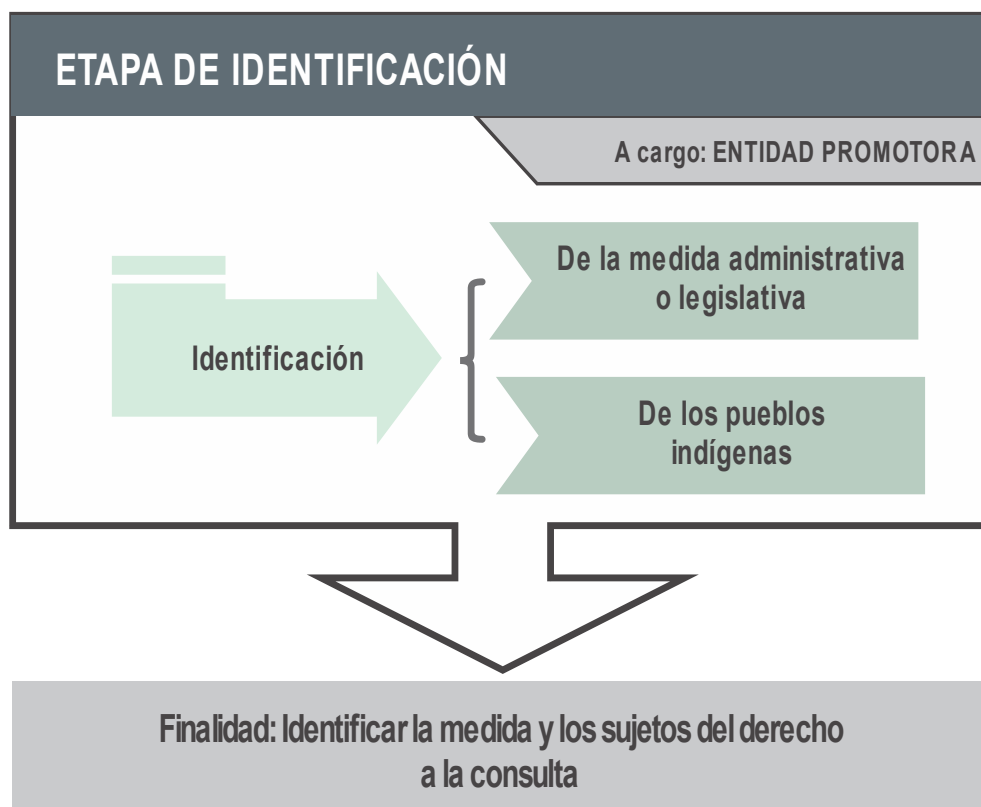 ETAPA DE IDENTIFICACIÓN
A cargo: ENTIDAD PROMOTORA
De la medida administrativa
o legislativa
Identificación
De los pueblos
indígenas
Finalidad: Identificar la medida y los sujetos del derecho
a la consulta